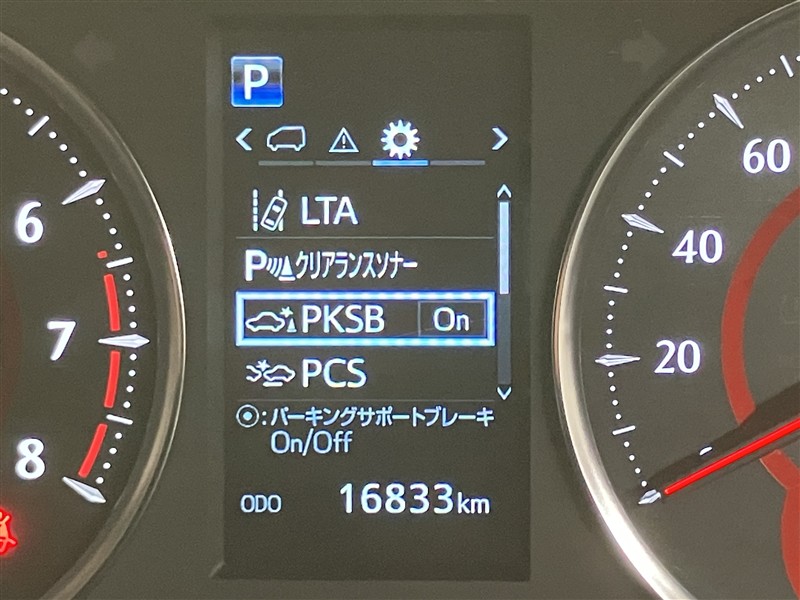 P
LTA
Pクリアランスソナー
PKSB On
PCS
:パーキングサポートブレーキ
On/Off
ODO 16833km
6
7
8
60
40
20